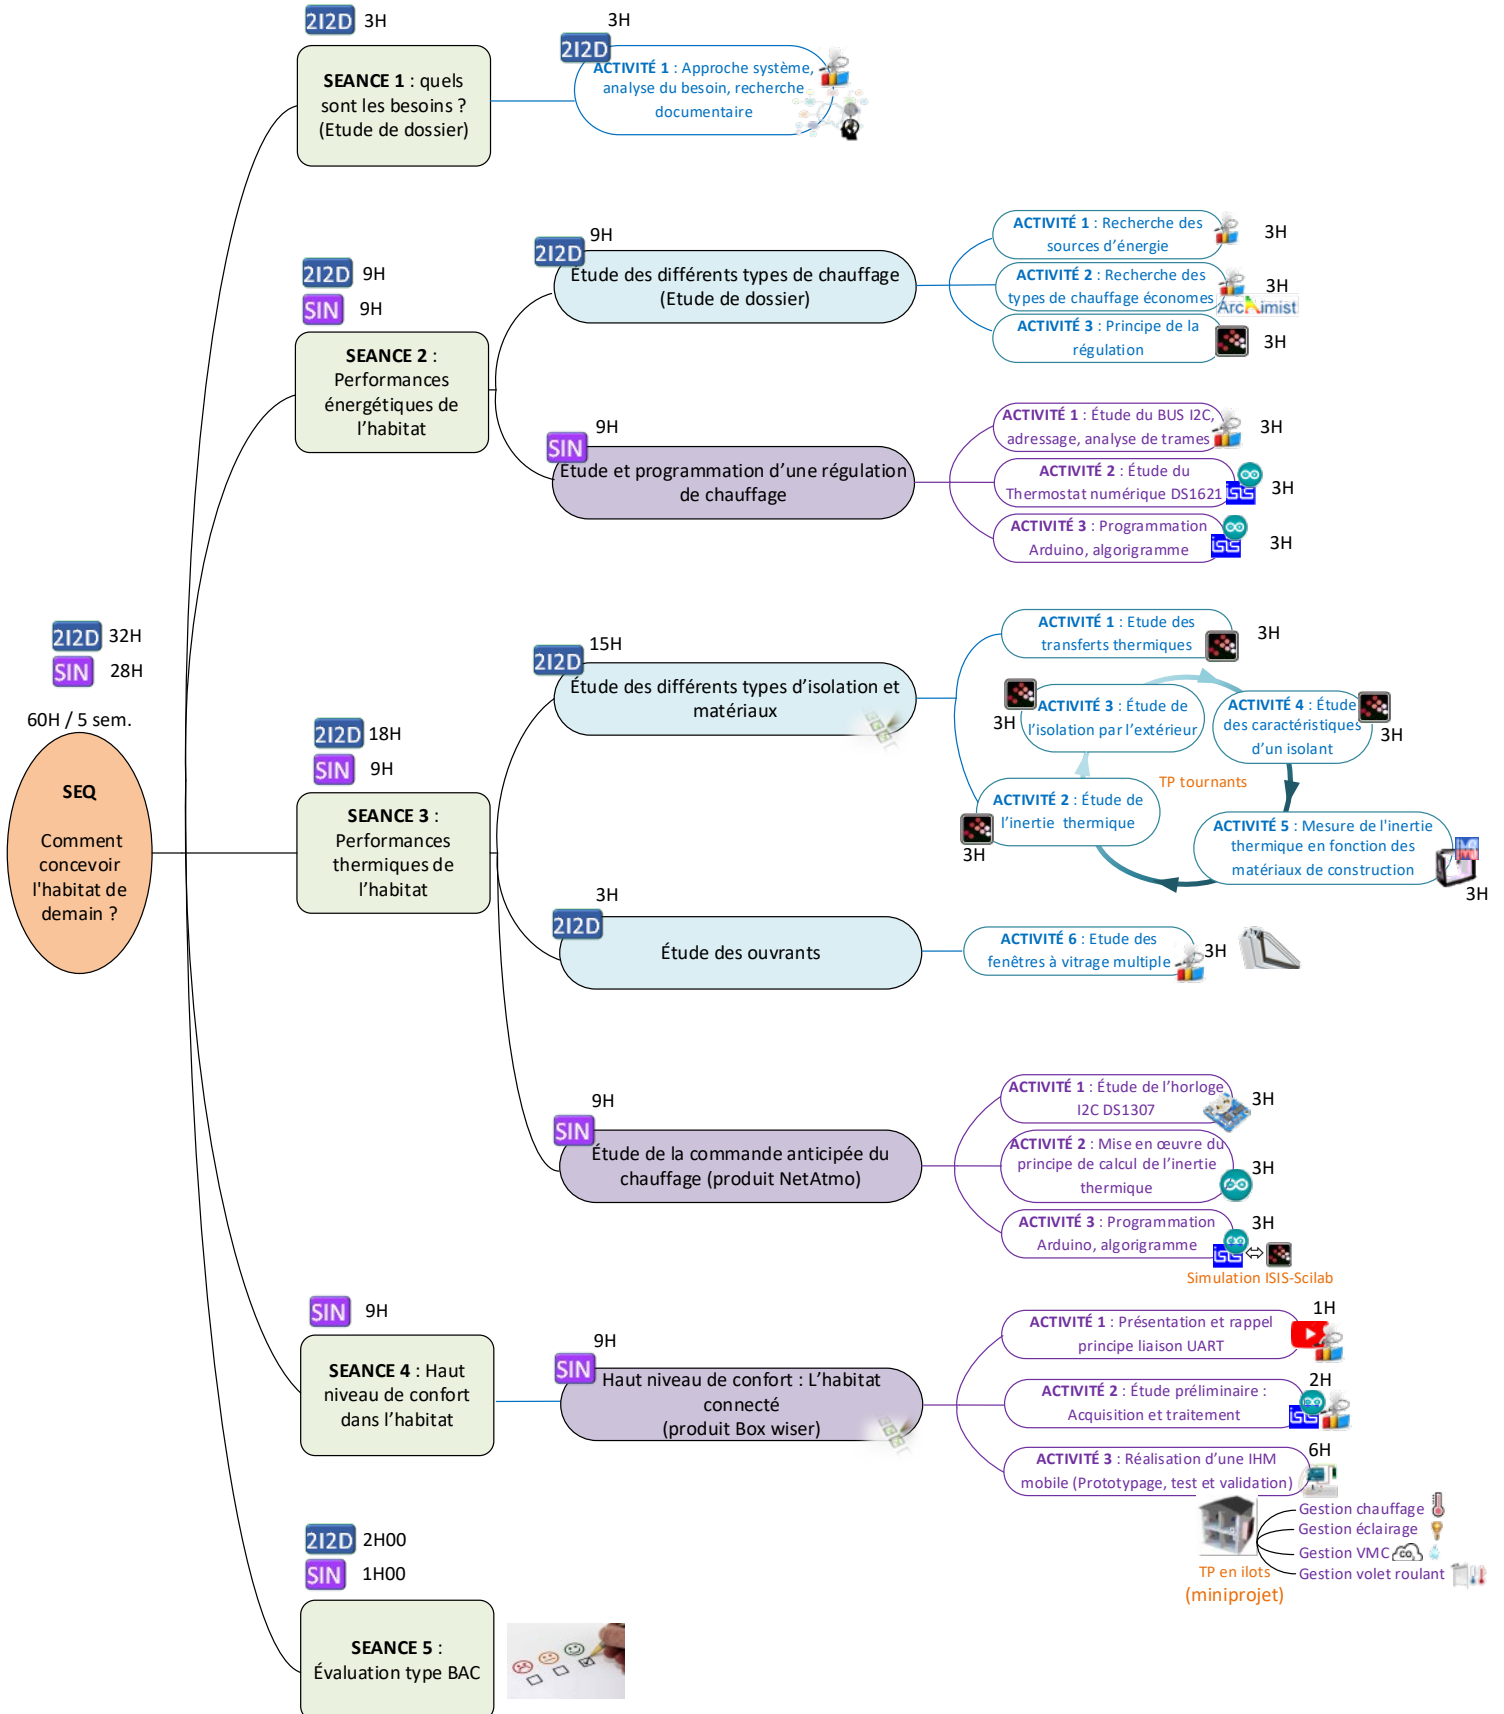 2I2D 3H
SEANCE 1 : quels
sont les besoins ?
(Etude de dossier)
3H
2I2D
ACTIVITÉ 1 : Approche système,
analyse du besoin, recherche
documentaire
2I2D 9H
SIN 9H
SEANCE 2 :
Performances
énergétiques de
l'habitat
9H
2I2D
Étude des différents types de chauffage
(Etude de dossier)
ACTIVITÉ 1 : Recherche des
sources d'énergie
3H
ACTIVITÉ 2 : Recherche des
types de chauffage économes
3H
Archimist
ACTIVITÉ 3 : Principe de la
régulation
3H
9H
SIN
Etude et programmation d'une régulation
de chauffage
ACTIVITÉ 1 : Étude du BUS I2C,
adressage, analyse de trames
3H
ACTIVITÉ 2 : Étude du
Thermostat numérique DS1621
isis
3H
ACTIVITÉ 3 : Programmation
Arduino, algorigramme
isis
3H
2I2D 32H
SIN 28H
60H / 5 sem.
SEQ
Comment
concevoir
l'habitat de
demain ?
2I2D 18H
SIN 9H
SEANCE 3 :
Performances
thermiques de
l'habitat
15H
2I2D
Étude des différents types d'isolation et
matériaux
ACTIVITÉ 1 : Etude des
transferts thermiques
3H
ACTIVITÉ 3 : Étude de
l'isolation par l'extérieur
3H
ACTIVITÉ 4 : Étude
des caractéristiques
d'un isolant
3H
TP tournants
ACTIVITÉ 2 : Étude de
l'inertie thermique
3H
ACTIVITÉ 5 : Mesure de l'inertie
thermique en fonction des
matériaux de construction
3H
3H
2I2D
Étude des ouvrants
ACTIVITÉ 6 : Etude des
fenêtres à vitrage multiple
3H
9H
SIN
Étude de la commande anticipée du
chauffage (produit NetAtmo)
ACTIVITÉ 1 : Étude de l'horloge
I2C DS1307
3H
ACTIVITÉ 2 : Mise en œuvre du
principe de calcul de l'inertie
thermique
3H
ACTIVITÉ 3 : Programmation
Arduino, algorigramme
3H
isis
Simulation ISIS-Scilab
SIN 9H
SEANCE 4 : Haut
niveau de confort
dans l'habitat
9H
SIN
Haut niveau de confort : L'habitat
connecté
(produit Box wiser)
1H
ACTIVITÉ 1 : Présentation et rappel
principe liaison UART
2H
ACTIVITÉ 2 : Étude préliminaire :
Acquisition et traitement
isis
6H
ACTIVITÉ 3 : Réalisation d'une IHM
mobile (Prototypage, test et validation)
Gestion chauffage
Gestion éclairage
Gestion VMC CO2
Gestion volet roulant
TP en ilots
(miniprojet)
2I2D 2H00
SIN 1H00
SEANCE 5 :
Évaluation type BAC